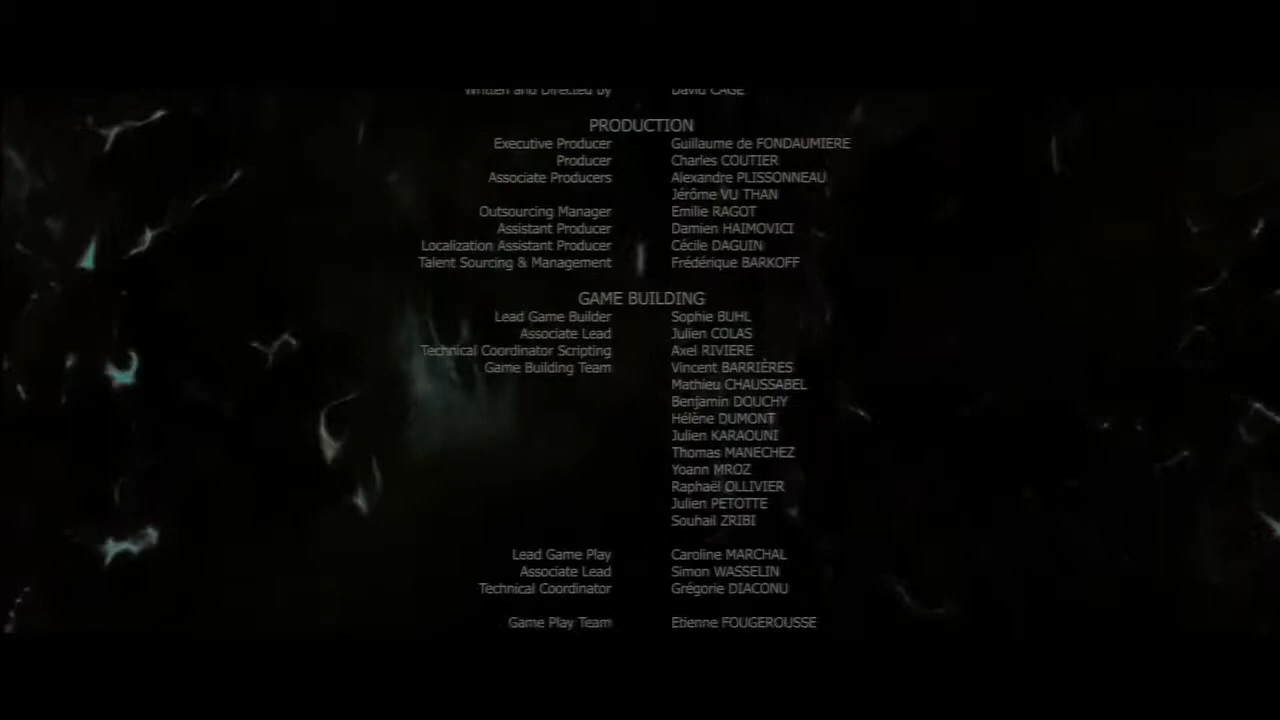 Written and Directed by David CAGE
PRODUCTION
Executive Producer Guillaume de FONDAUMIERE
Producer Charles COUTIER
Associate Producers Alexandre PLISSONNEAU
Jérôme VU THAN
Outsourcing Manager Emilie RAGOT
Assistant Producer Damien HAIMOVICI
Localization Assistant Producer Cécile DAGUIN
Talent Sourcing & Management Frédérique BARKOFF
GAME BUILDING
Lead Game Builder Sophie BUHL
Associate Lead Julien COLAS
Technical Coordinator Scripting Axel RIVIERE
Game Building Team Vincent BARRIÈRES
Mathieu CHAUSSABEL
Benjamin DOUCHY
Hélène DUMONT
Julien KARAOUNI
Thomas MANECHEZ
Yoann MROZ
Raphaël OLLIVIER
Julien PETOTTE
Souhail ZRIBI
Lead Game Play Caroline MARCHAL
Associate Lead Simon WASSELIN
Technical Coordinator Grégorie DIACONU
Game Play Team Etienne FOUGEROUSSE